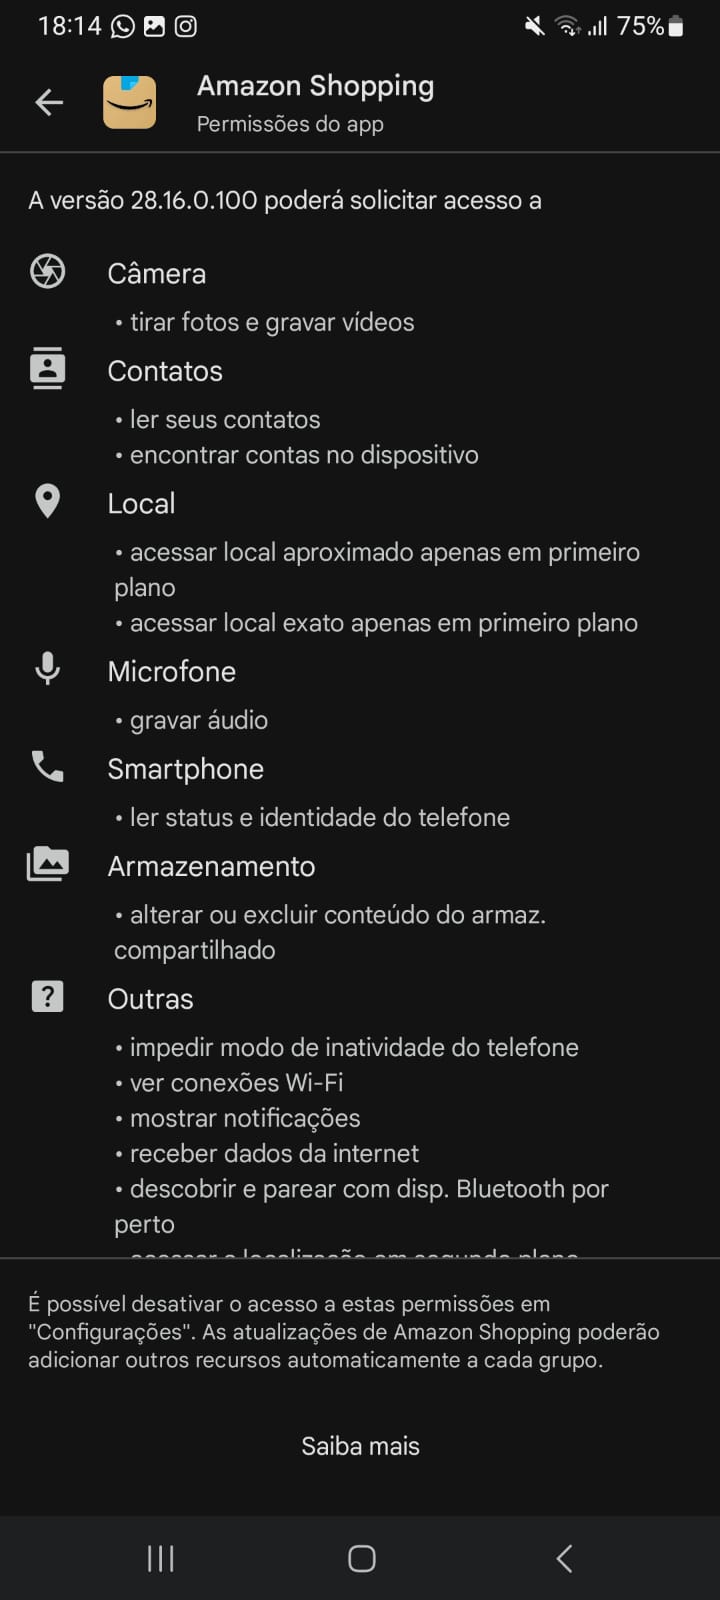 18:14 75%
Amazon Shopping
Permissões do app
A versão 28.16.0.100 poderá solicitar acesso a
Câmera
• tirar fotos e gravar vídeos
Contatos
• ler seus contatos
• encontrar contas no dispositivo
Local
• acessar local aproximado apenas em primeiro
plano
• acessar local exato apenas em primeiro plano
Microfone
• gravar áudio
Smartphone
• ler status e identidade do telefone
Armazenamento
• alterar ou excluir conteúdo do armaz.
compartilhado
Outras
• impedir modo de inatividade do telefone
• ver conexões Wi-Fi
• mostrar notificações
• receber dados da internet
• descobrir e parear com disp. Bluetooth por
perto
acessar a localização em segundo plano
É possível desativar o acesso a estas permissões em
"Configurações". As atualizações de Amazon Shopping poderão
adicionar outros recursos automaticamente a cada grupo.
Saiba mais